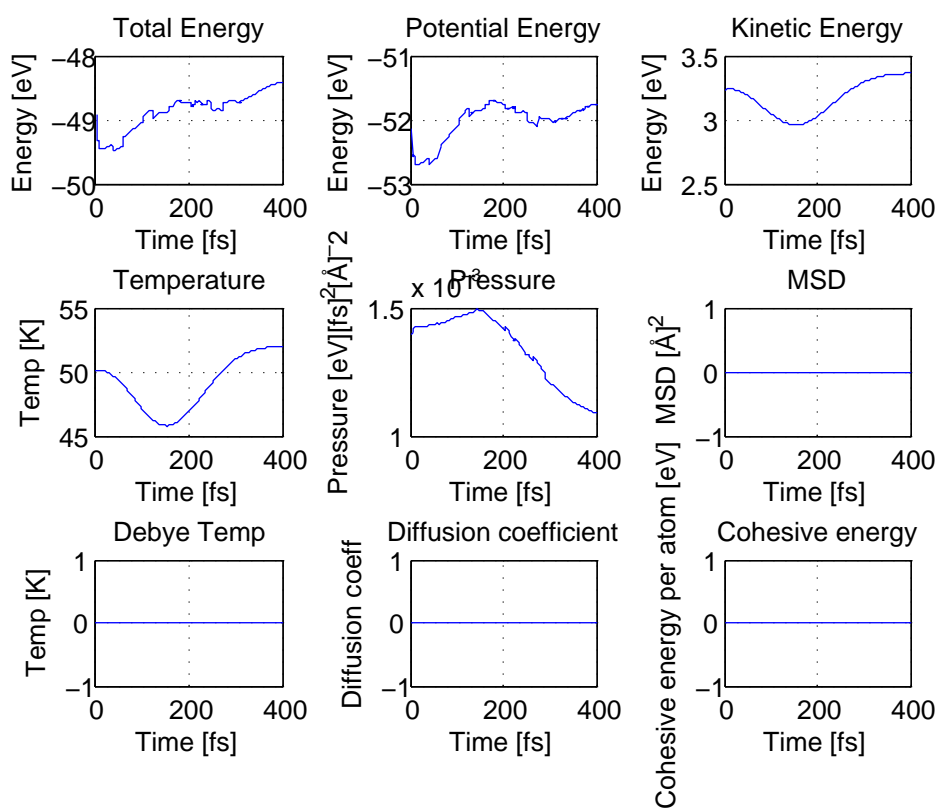 Total Energy
Energy [eV]
−48
−49
−50
0 200 400
Time [fs]
Potential Energy
Energy [eV]
−51
−52
−53
0 200 400
Time [fs]
Kinetic Energy
Energy [eV]
3.5
3
2.5
0 200 400
Time [fs]
Temperature
Temp [K]
55
50
45
0 200 400
Time [fs]
Pressure
x 10⁻³
Pressure [eV][fs]²[Å]⁻2
1.5
1
0 200 400
Time [fs]
MSD
MSD [Å]²
1
0
−1
0 200 400
Time [fs]
Debye Temp
Temp [K]
1
0
−1
0 200 400
Time [fs]
Diffusion coefficient
Diffusion coeff
1
0
−1
0 200 400
Time [fs]
Cohesive energy
Cohesive energy per atom [eV]
1
0
−1
0 200 400
Time [fs]